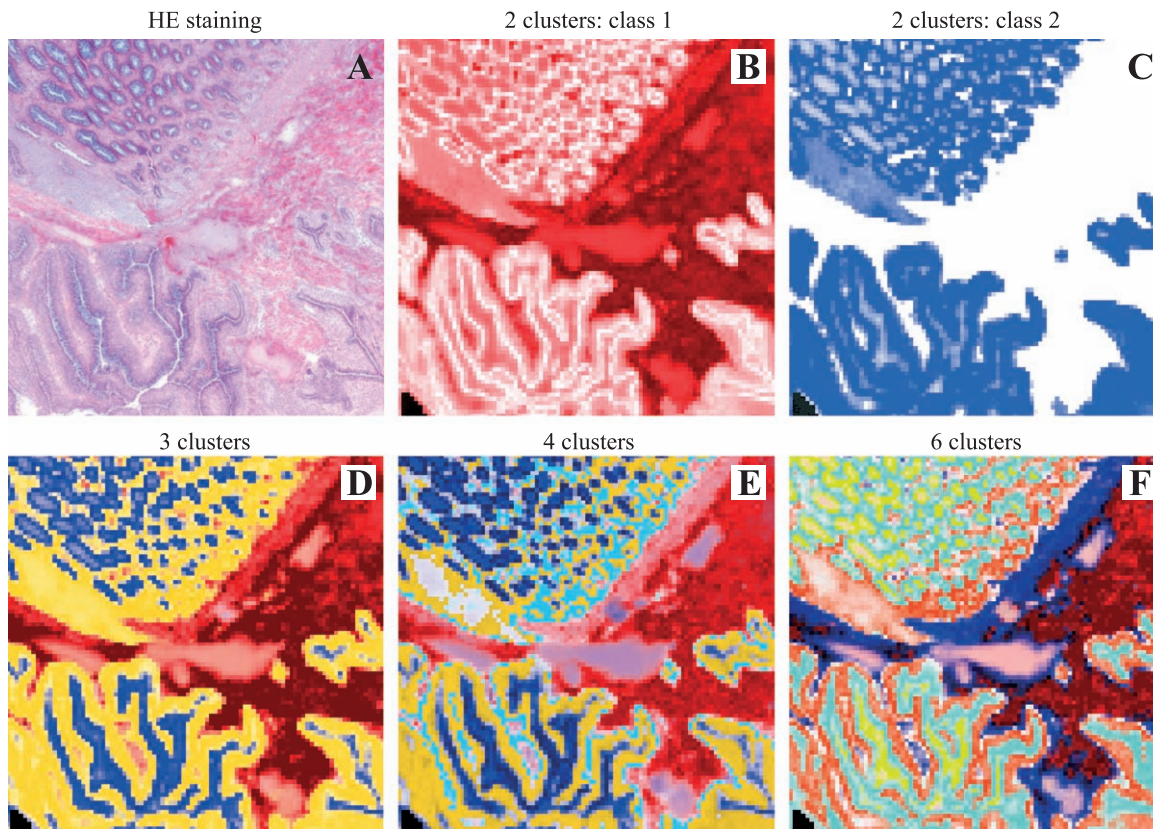 HE staining
2 clusters: class 1
2 clusters: class 2
A
B
C
3 clusters
4 clusters
6 clusters
D
E
F